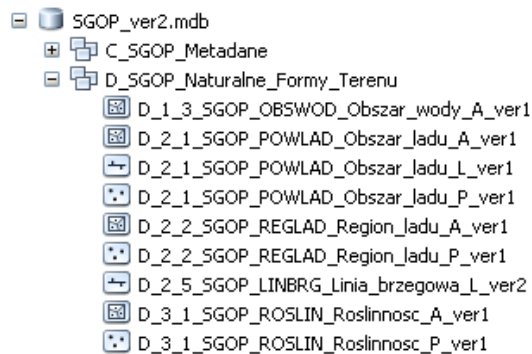 SGOP_ver2.mdb
C_SGOP_Metadane
D_SGOP_Naturalne_Formy_Terenu
D_1_3_SGOP_OBSWOD_Obszar_wody_A_ver1
D_2_1_SGOP_POWLAD_Obszar_ladu_A_ver1
D_2_1_SGOP_POWLAD_Obszar_ladu_L_ver1
D_2_1_SGOP_POWLAD_Obszar_ladu_P_ver1
D_2_2_SGOP_REGLAD_Region_ladu_A_ver1
D_2_2_SGOP_REGLAD_Region_ladu_P_ver1
D_2_5_SGOP_LINBRG_Linia_brzegowa_L_ver2
D_3_1_SGOP_ROSLIN_Roslinnosc_A_ver1
D_3_1_SGOP_ROSLIN_Roslinnosc_P_ver1